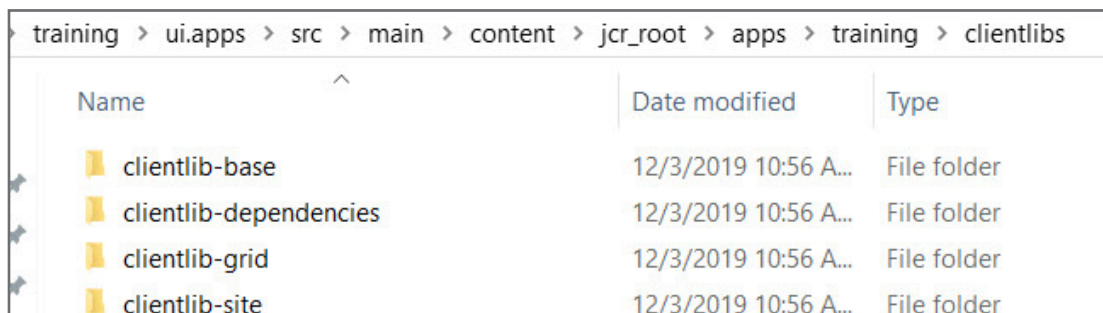 training > ui.apps > src > main > content > jcr_root > apps > training > clientlibs
Name Date modified Type
clientlib-base 12/3/2019 10:56 A... File folder
clientlib-dependencies 12/3/2019 10:56 A... File folder
clientlib-grid 12/3/2019 10:56 A... File folder
clientlib-site 12/3/2019 10:56 A... File folder